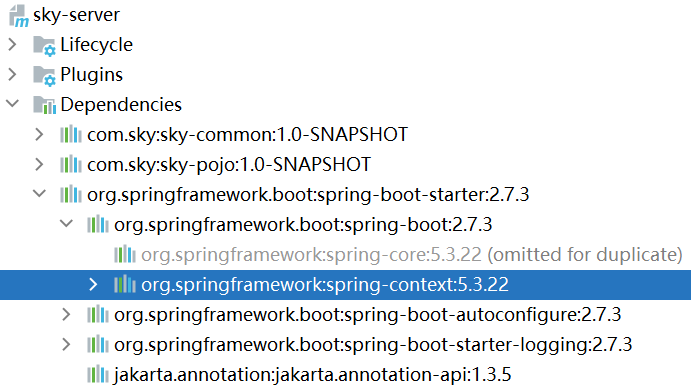 sky-server
Lifecycle
Plugins
Dependencies
com.sky:sky-common:1.0-SNAPSHOT
com.sky:sky-pojo:1.0-SNAPSHOT
org.springframework.boot:spring-boot-starter:2.7.3
org.springframework.boot:spring-boot:2.7.3
org.springframework:spring-core:5.3.22 (omitted for duplicate)
org.springframework:spring-context:5.3.22
org.springframework.boot:spring-boot-autoconfigure:2.7.3
org.springframework.boot:spring-boot-starter-logging:2.7.3
jakarta.annotation:jakarta.annotation-api:1.3.5